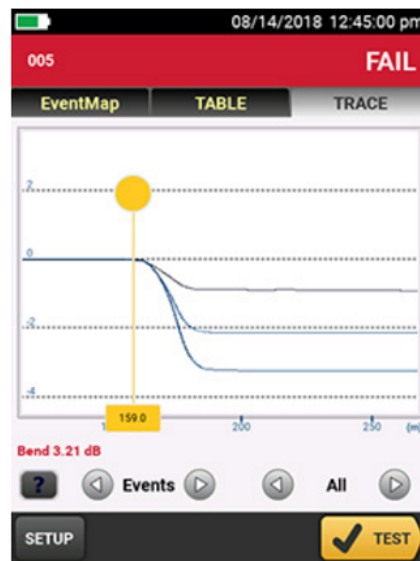 08/14/2018 12:45:00 pm
005 FAIL
EventMap TABLE TRACE
2
0
-2
-4
159.0
200 250 (m)
Bend 3.21 dB
? Events All
SETUP TEST